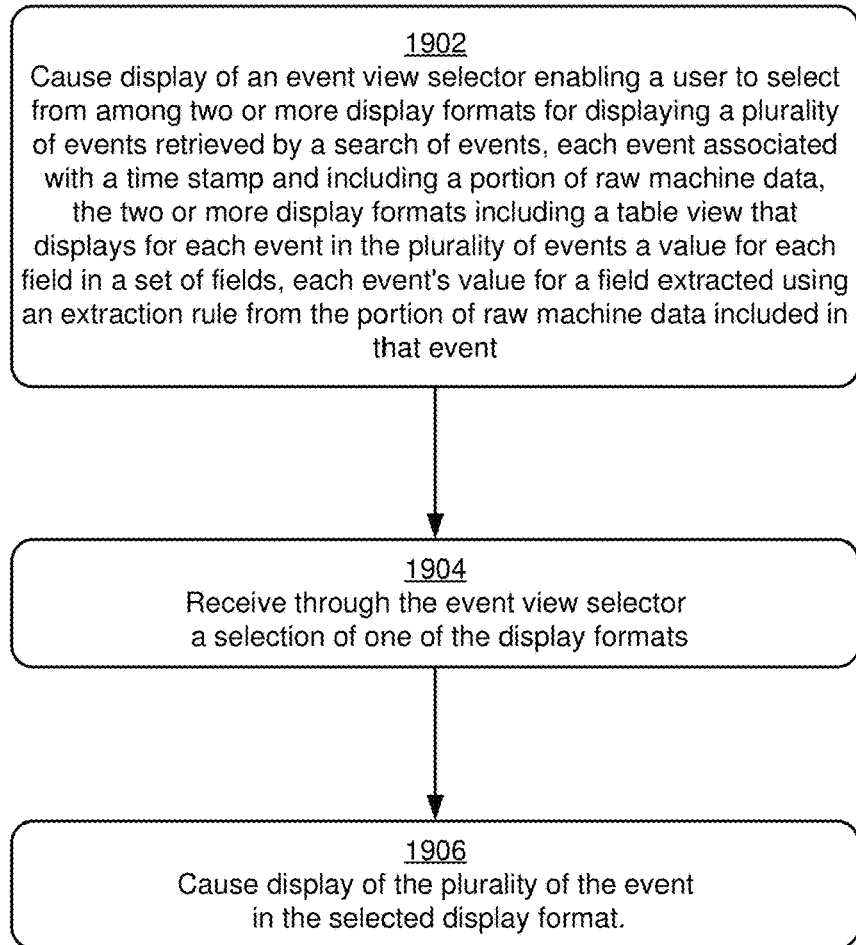 1902
Cause display of an event view selector enabling a user to select
from among two or more display formats for displaying a plurality
of events retrieved by a search of events, each event associated
with a time stamp and including a portion of raw machine data,
the two or more display formats including a table view that
displays for each event in the plurality of events a value for each
field in a set of fields, each event's value for a field extracted using
an extraction rule from the portion of raw machine data included in
that event
1904
Receive through the event view selector
a selection of one of the display formats
1906
Cause display of the plurality of the event
in the selected display format.